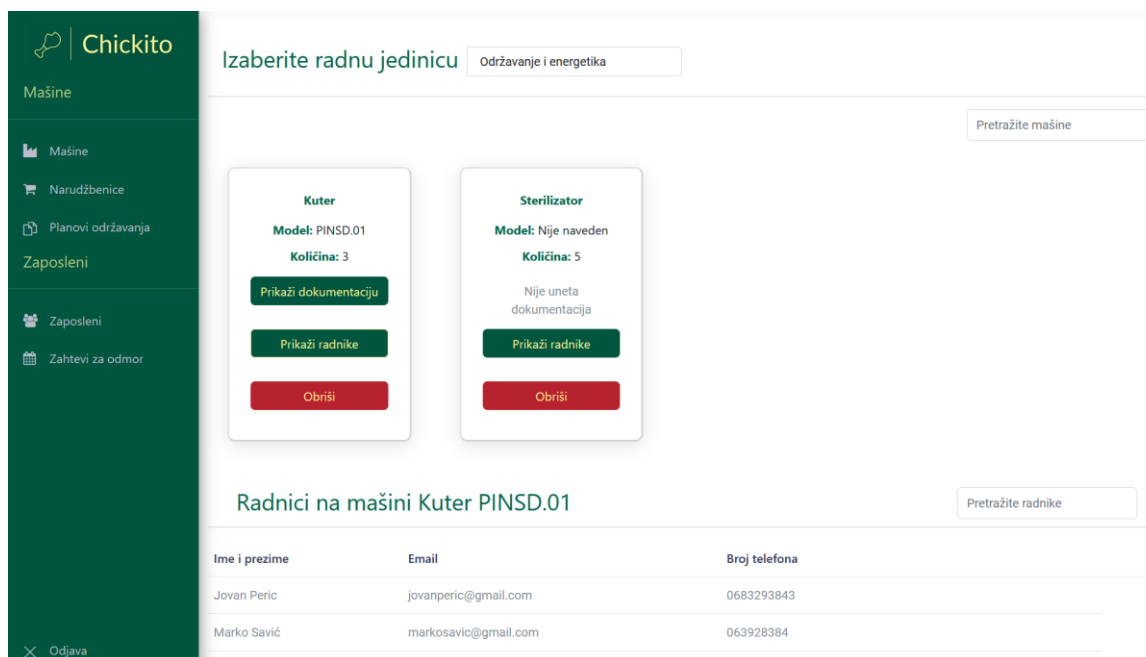 Chickito
Mašine
Mašine
Narudžbenice
Planovi održavanja
Zaposleni
Zaposleni
Zahtevi za odmor
Odjava
Izaberite radnu jedinicu
Održavanje i energetika
Pretražite mašine
Kuter
Model: PINSD.01
Količina: 3
Prikaži dokumentaciju
Prikaži radnike
Obriši
Sterilizator
Model: Nije naveden
Količina: 5
Nije uneta
dokumentacija
Prikaži radnike
Obriši
Radnici na mašini Kuter PINSD.01
Pretražite radnike
Ime i prezime Email Broj telefona
Jovan Peric jovanperic@gmail.com 0683293843
Marko Savić markosavic@gmail.com 063928384